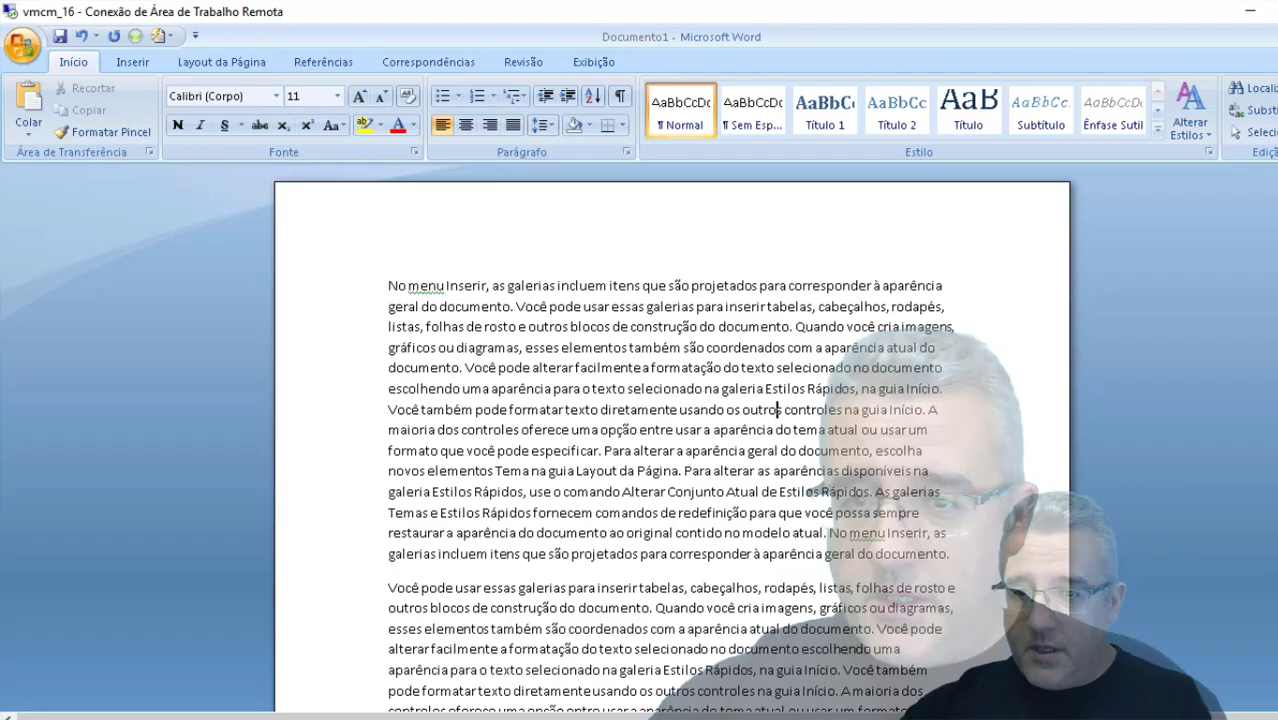 vmcm_16 - Conexão de Área de Trabalho Remota
Documento1 - Microsoft Word
Início Inserir Layout da Página Referências Correspondências Revisão Exibição
Colar
Recortar
Copiar
Formatar Pincel
Área de Transferência
Calibri (Corpo) 11
N I S abc x₂ x² Aa ab A
Fonte
Parágrafo
AaBbCcDc AaBbCcDc AaBbC AaBbCc AaB AaBbCc. AaBbCcDc
¶ Normal ¶ Sem Esp... Título 1 Título 2 Título Subtítulo Ênfase Sutil
Alterar
Estilos
Estilo
Locali
Substi
Seleci
Ediçã
No menu Inserir, as galerias incluem itens que são projetados para corresponder à aparência
geral do documento. Você pode usar essas galerias para inserir tabelas, cabeçalhos, rodapés,
listas, folhas de rosto e outros blocos de construção do documento. Quando você cria imagens,
gráficos ou diagramas, esses elementos também são coordenados com a aparência atual do
documento. Você pode alterar facilmente a formatação do texto selecionado no documento
escolhendo uma aparência para o texto selecionado na galeria Estilos Rápidos, na guia Início.
Você também pode formatar texto diretamente usando os outros controles na guia Início. A
maioria dos controles oferece uma opção entre usar a aparência do tema atual ou usar um
formato que você pode especificar. Para alterar a aparência geral do documento, escolha
novos elementos Tema na guia Layout da Página. Para alterar as aparências disponíveis na
galeria Estilos Rápidos, use o comando Alterar Conjunto Atual de Estilos Rápidos. As galerias
Temas e Estilos Rápidos fornecem comandos de redefinição para que você possa sempre
restaurar a aparência do documento ao original contido no modelo atual. No menu Inserir, as
galerias incluem itens que são projetados para corresponder à aparência geral do documento.
Você pode usar essas galerias para inserir tabelas, cabeçalhos, rodapés, listas, folhas de rosto e
outros blocos de construção do documento. Quando você cria imagens, gráficos ou diagramas,
esses elementos também são coordenados com a aparência atual do documento. Você pode
alterar facilmente a formatação do texto selecionado no documento escolhendo uma
aparência para o texto selecionado na galeria Estilos Rápidos, na guia Início. Você também
pode formatar texto diretamente usando os outros controles na guia Início. A maioria dos
controles oferece uma opção entre usar a aparência do tema atual ou usar um formato